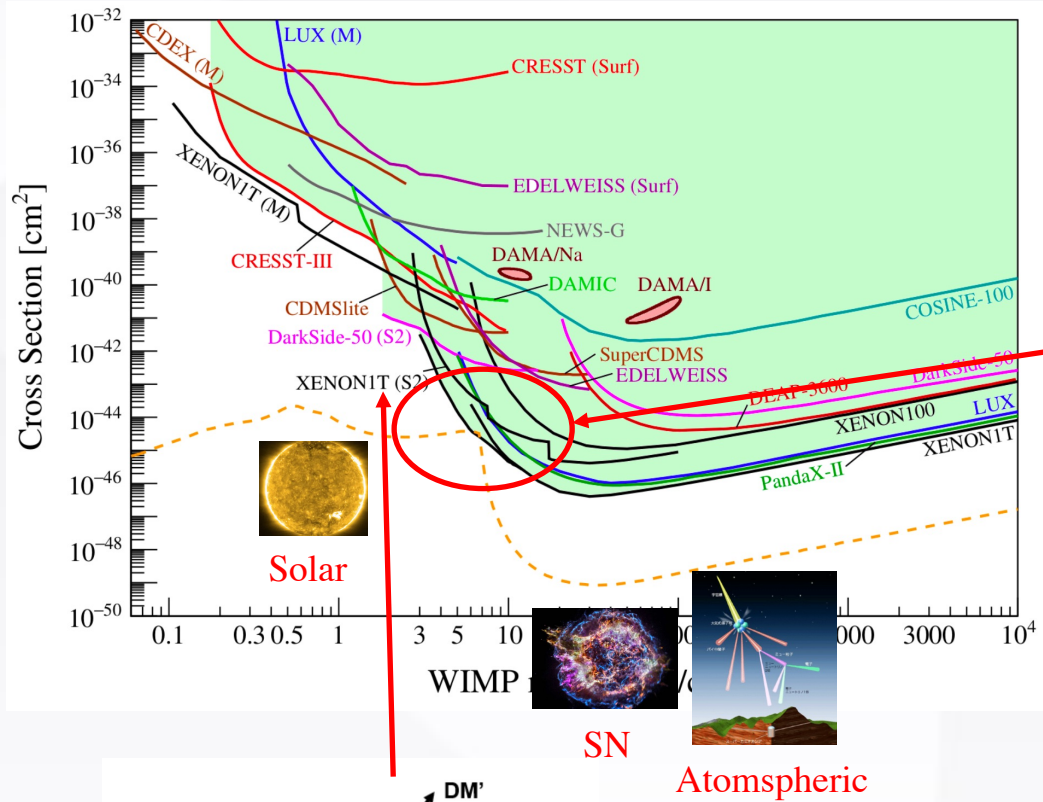 Cross Section [cm²]
10⁻³²
10⁻³⁴
10⁻³⁶
10⁻³⁸
10⁻⁴⁰
10⁻⁴²
10⁻⁴⁴
10⁻⁴⁶
10⁻⁴⁸
10⁻⁵⁰
CDEX (M)
LUX (M)
CRESST (Surf)
XENON1T (M)
EDELWEISS (Surf)
NEWS-G
CRESST-III
DAMA/Na
DAMA/I
DAMIC
CDMSlite
COSINE-100
DarkSide-50 (S2)
SuperCDMS
XENON1T (S2)
EDELWEISS
DarkSide-50
DEAP-3600
XENON100
LUX
XENON1T
PandaX-II
Solar
0.1 0.3 0.5 1 3 5 10 3000 10⁴
WIMP
SN
Atomspheric
DM'